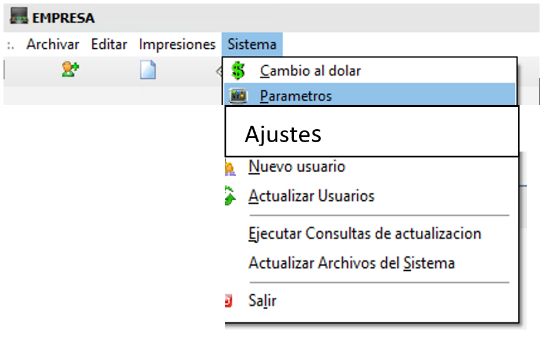 EMPRESA
:. Archivar Editar Impresiones Sistema
Cambio al dolar
Parametros
Ajustes
Nuevo usuario
Actualizar Usuarios
Ejecutar Consultas de actualizacion
Actualizar Archivos del Sistema
Salir